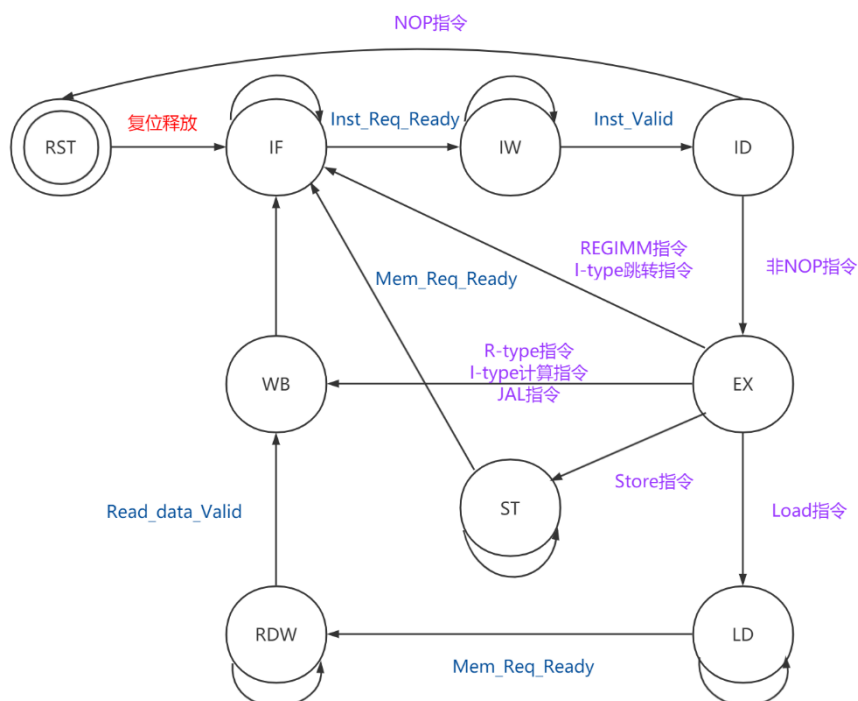 NOP指令
复位释放
Inst_Req_Ready
Inst_Valid
RST
IF
IW
ID
REGIMM指令
I-type跳转指令
非NOP指令
Mem_Req_Ready
R-type指令
I-type计算指令
JAL指令
WB
EX
Store指令
Read_data_Valid
ST
Load指令
RDW
LD
Mem_Req_Ready